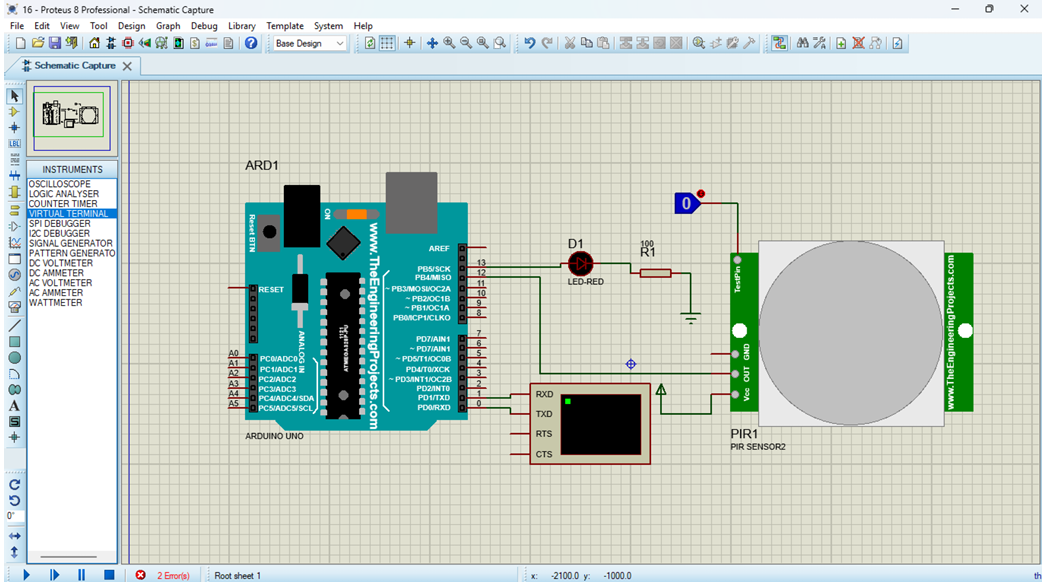 16 - Proteus 8 Professional - Schematic Capture
File Edit View Tool Design Graph Debug Library Template System Help
Base Design
Schematic Capture
INSTRUMENTS
OSCILLOSCOPE
LOGIC ANALYSER
COUNTER TIMER
VIRTUAL TERMINAL
SPI DEBUGGER
I2C DEBUGGER
SIGNAL GENERATOR
PATTERN GENERATO
DC VOLTMETER
DC AMMETER
AC VOLTMETER
AC AMMETER
WATTMETER
LBL
A
S
0°
ARD1
Reset BTN
ON
www.TheEngineeringProjects.com
ANALOG IN
ATMEGA328P-PU
1121
RESET
A0 PC0/ADC0
A1 PC1/ADC1
A2 PC2/ADC2
A3 PC3/ADC3
A4 PC4/ADC4/SDA
A5 PC5/ADC5/SCL
AREF
PB5/SCK 13
PB4/MISO 12
~ PB3/MOSI/OC2A 11
~ PB2/OC1B 10
~ PB1/OC1A 9
PB0/ICP1/CLKO 8
PD7/AIN1 7
~ PD7/AIN1 6
~ PD5/T1/OC0B 5
PD4/T0/XCK 4
~ PD3/INT1/OC2B 3
PD2/INT0 2
PD1/TXD 1
PD0/RXD 0
ARDUINO UNO
D1
LED-RED
100
R1
0
RXD
TXD
RTS
CTS
TestPin
GND
OUT
Vcc
www.TheEngineeringProjects.com
PIR1
PIR SENSOR2
2 Error(s)
Root sheet 1
x: -2100.0 y: -1000.0
th